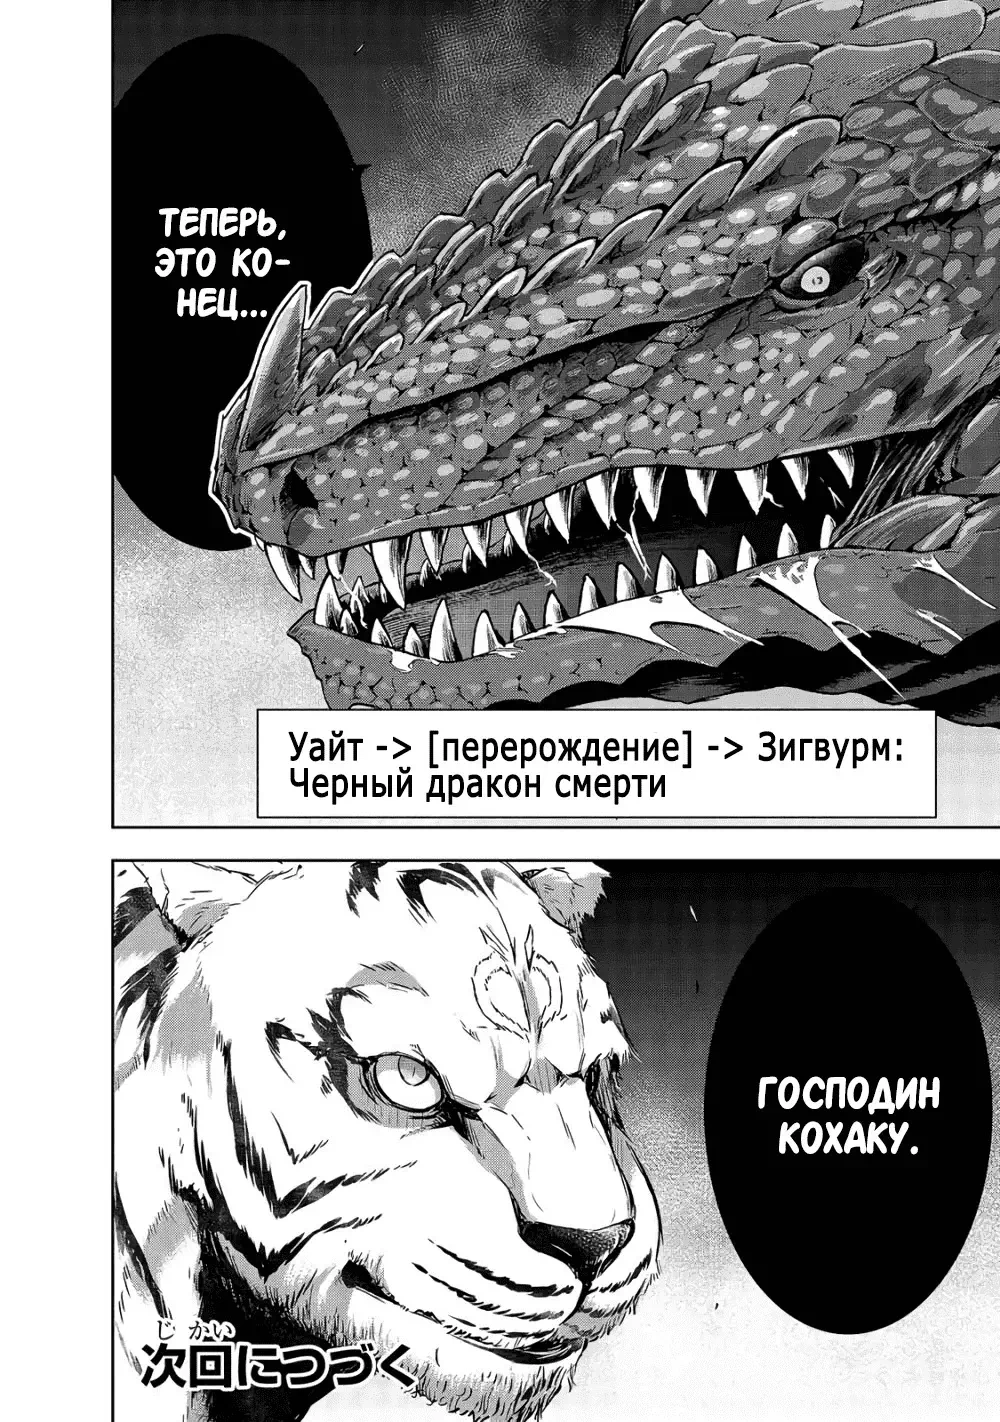 ТЕПЕРЬ,
ЭТО КО-
НЕЦ...
Уайт -> [перерождение] -> Зигвурм:
Черный дракон смерти
ГОСПОДИН
КОХАКУ.
じかい
次回につづく